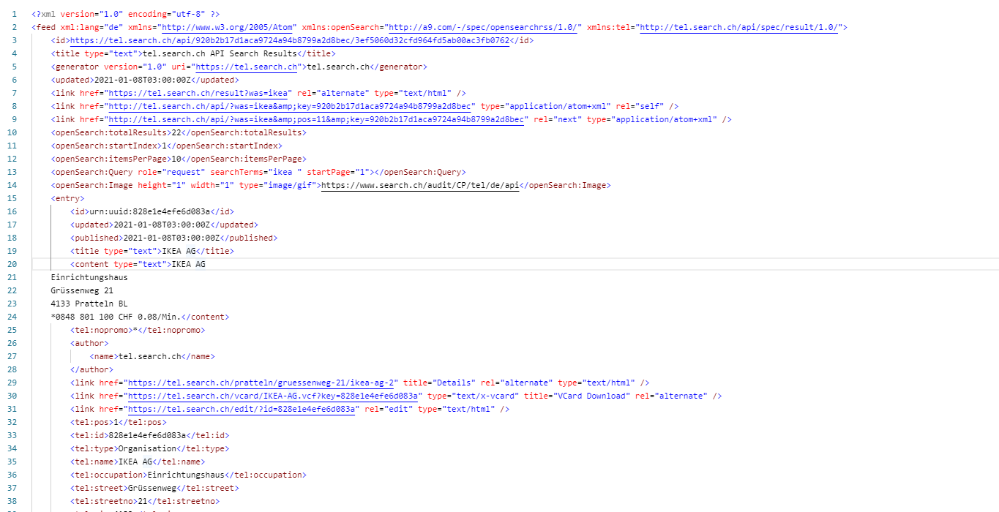 1 <?xml version="1.0" encoding="utf-8" ?>
2 <feed xml:lang="de" xmlns="http://www.w3.org/2005/Atom" xmlns:openSearch="http://a9.com/-/spec/opensearchrss/1.0/" xmlns:tel="http://tel.search.ch/api/spec/result/1.0/">
3 <id>https://tel.search.ch/api/920b2b17d1aca9724a94b8799a2d8bec/3ef5060d32cfd964fd5ab00ac3fb0762</id>
4 <title type="text">tel.search.ch API Search Results</title>
5 <generator version="1.0" uri="https://tel.search.ch">tel.search.ch</generator>
6 <updated>2021-01-08T03:00:00Z</updated>
7 <link href="https://tel.search.ch/result?was=ikea" rel="alternate" type="text/html" />
8 <link href="http://tel.search.ch/api/?was=ikea&amp;key=920b2b17d1aca9724a94b8799a2d8bec" type="application/atom+xml" rel="self" />
9 <link href="http://tel.search.ch/api/?was=ikea&amp;pos=11&amp;key=920b2b17d1aca9724a94b8799a2d8bec" rel="next" type="application/atom+xml" />
10 <openSearch:totalResults>22</openSearch:totalResults>
11 <openSearch:startIndex>1</openSearch:startIndex>
12 <openSearch:itemsPerPage>10</openSearch:itemsPerPage>
13 <openSearch:Query role="request" searchTerms="ikea " startPage="1"></openSearch:Query>
14 <openSearch:Image height="1" width="1" type="image/gif">https://www.search.ch/audit/CP/tel/de/api</openSearch:Image>
15 <entry>
16 <id>urn:uuid:828e1e4efe6d083a</id>
17 <updated>2021-01-08T03:00:00Z</updated>
18 <published>2021-01-08T03:00:00Z</published>
19 <title type="text">IKEA AG</title>
20 <content type="text">IKEA AG
21 Einrichtungshaus
22 Grüssenweg 21
23 4133 Pratteln BL
24 *0848 801 100 CHF 0.08/Min.</content>
25 <tel:nopromo>*</tel:nopromo>
26 <author>
27 <name>tel.search.ch</name>
28 </author>
29 <link href="https://tel.search.ch/pratteln/gruessenweg-21/ikea-ag-2" title="Details" rel="alternate" type="text/html" />
30 <link href="https://tel.search.ch/vcard/IKEA-AG.vcf?key=828e1e4efe6d083a" type="text/x-vcard" title="VCard Download" rel="alternate" />
31 <link href="https://tel.search.ch/edit/?id=828e1e4efe6d083a" rel="edit" type="text/html" />
32 <tel:pos>1</tel:pos>
33 <tel:id>828e1e4efe6d083a</tel:id>
34 <tel:type>Organisation</tel:type>
35 <tel:name>IKEA AG</tel:name>
36 <tel:occupation>Einrichtungshaus</tel:occupation>
37 <tel:street>Grüssenweg</tel:street>
38 <tel:streetno>21</tel:streetno>